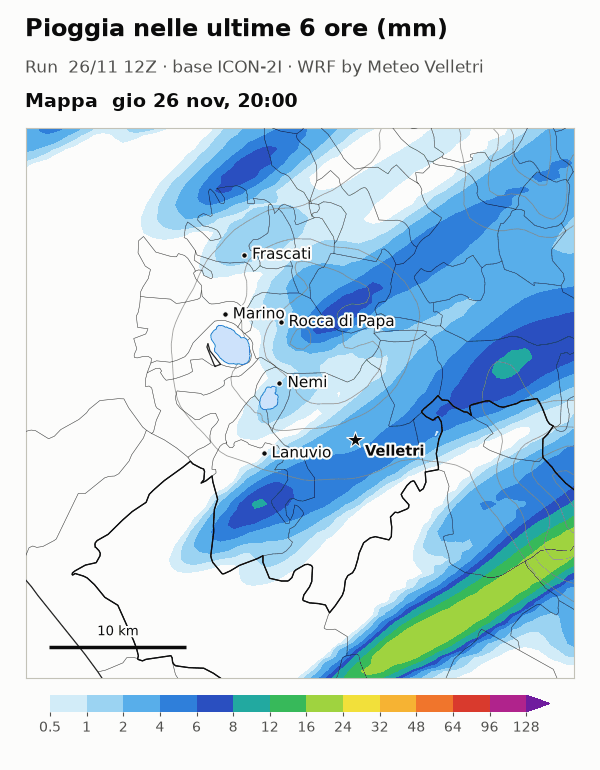 Pioggia nelle ultime 6 ore (mm)
Run  26/11 12Z · base ICON-2I · WRF by Meteo Velletri
Mappa  gio 26 nov, 20:00
Frascati
Marino
Rocca di Papa
Nemi
Velletri
Lanuvio
10 km
0.5 1 2 4 6 8 12 16 24 32 48 64 96 128